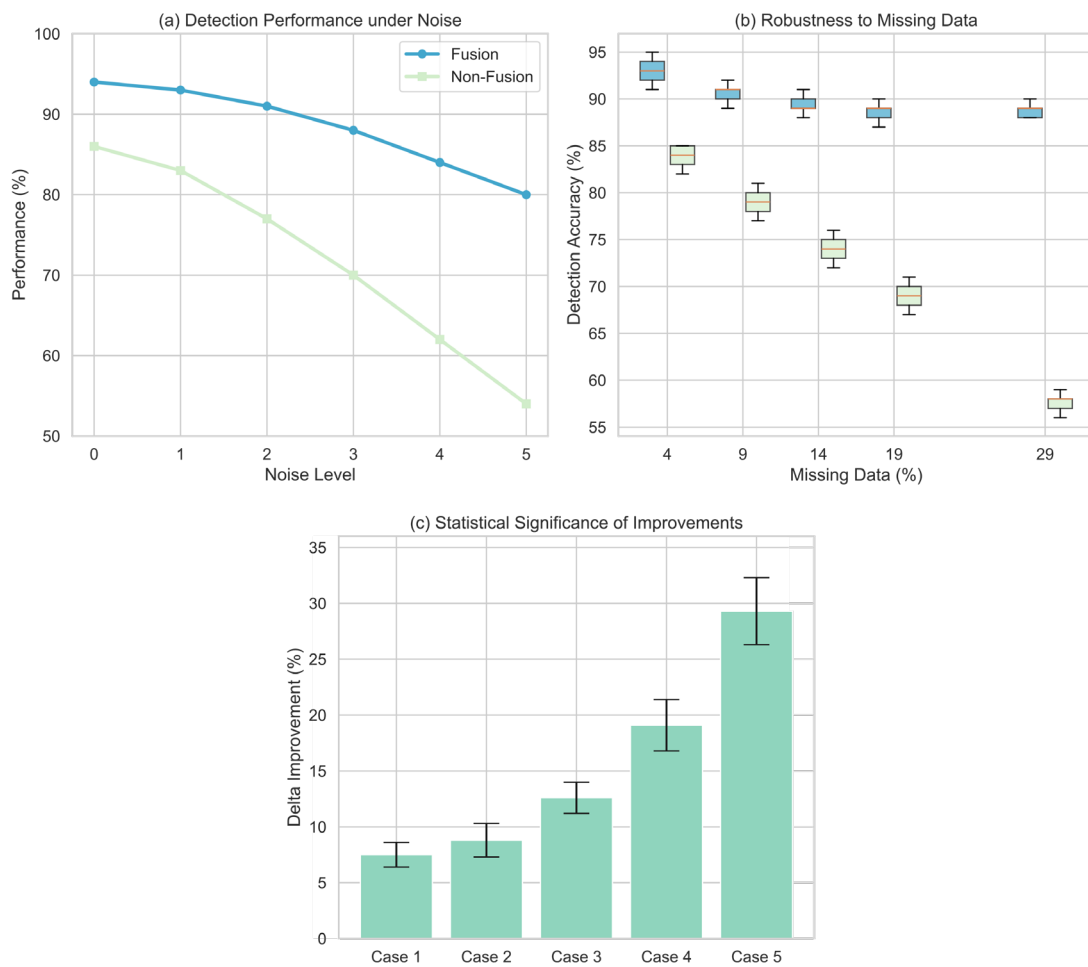 (a) Detection Performance under Noise
100
90
80
70
60
50
Performance (%)
Fusion
Non-Fusion
0 1 2 3 4 5
Noise Level
(b) Robustness to Missing Data
95
90
85
80
75
70
65
60
55
Detection Accuracy (%)
4 9 14 19 29
Missing Data (%)
(c) Statistical Significance of Improvements
35
30
25
20
15
10
5
0
Delta Improvement (%)
Case 1 Case 2 Case 3 Case 4 Case 5